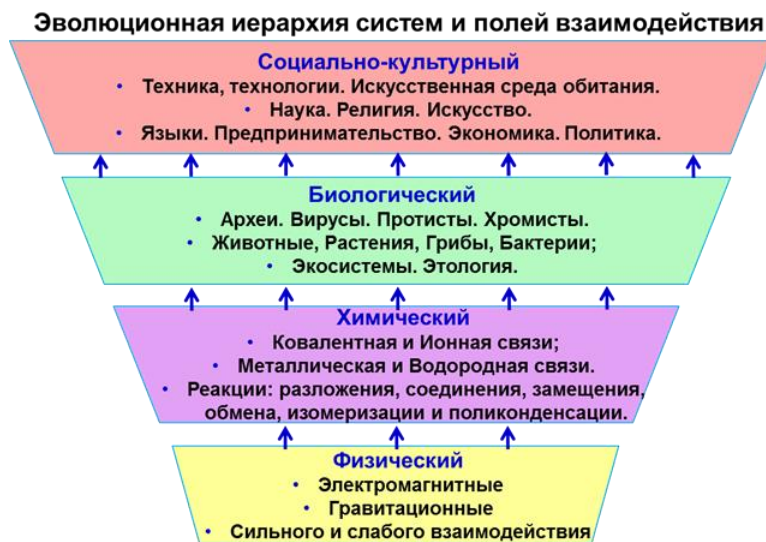 Эволюционная иерархия систем и полей взаимодействия
Социально-культурный
• Техника, технологии. Искусственная среда обитания.
• Наука. Религия. Искусство.
• Языки. Предпринимательство. Экономика. Политика.
Биологический
• Археи. Вирусы. Протисты. Хромисты.
• Животные, Растения, Грибы, Бактерии;
• Экосистемы. Этология.
Химический
• Ковалентная и Ионная связи;
• Металлическая и Водородная связи.
• Реакции: разложения, соединения, замещения,
обмена, изомеризации и поликонденсации.
Физический
• Электромагнитные
• Гравитационные
• Сильного и слабого взаимодействия